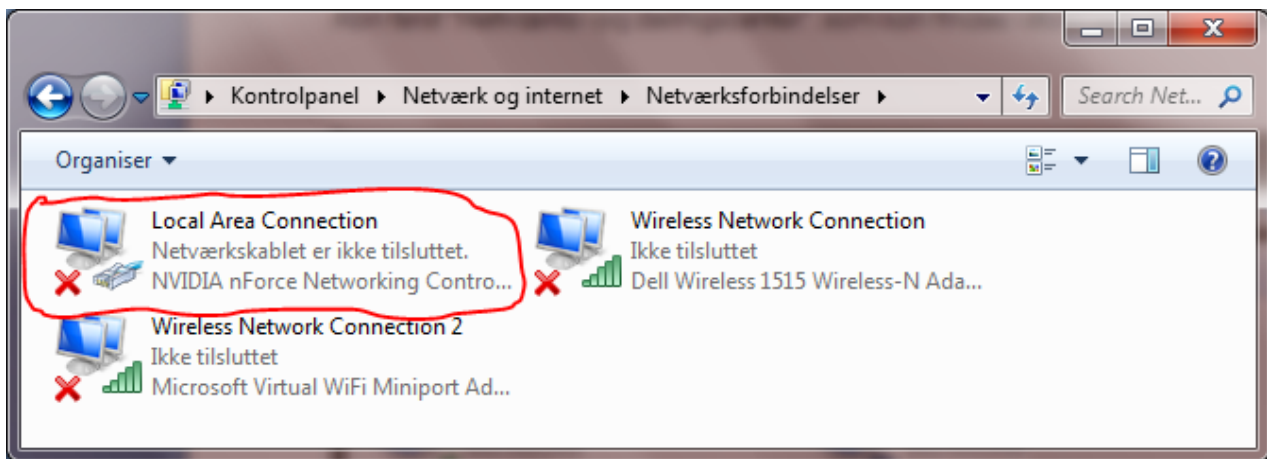 Kontrolpanel ▸ Netværk og internet ▸ Netværksforbindelser ▸
Search Net...
Organiser
Local Area Connection
Netværkskablet er ikke tilsluttet.
NVIDIA nForce Networking Contro...
Wireless Network Connection
Ikke tilsluttet
Dell Wireless 1515 Wireless-N Ada...
Wireless Network Connection 2
Ikke tilsluttet
Microsoft Virtual WiFi Miniport Ad...